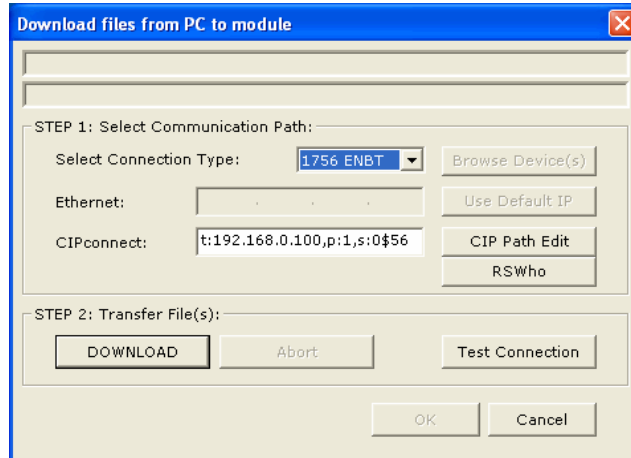 Download files from PC to module
STEP 1: Select Communication Path:
Select Connection Type: 1756 ENBT Browse Device(s)
Ethernet: . . . Use Default IP
CIPconnect: t:192.168.0.100,p:1,s:0$56 CIP Path Edit
RSWho
STEP 2: Transfer File(s):
DOWNLOAD Abort Test Connection
OK Cancel